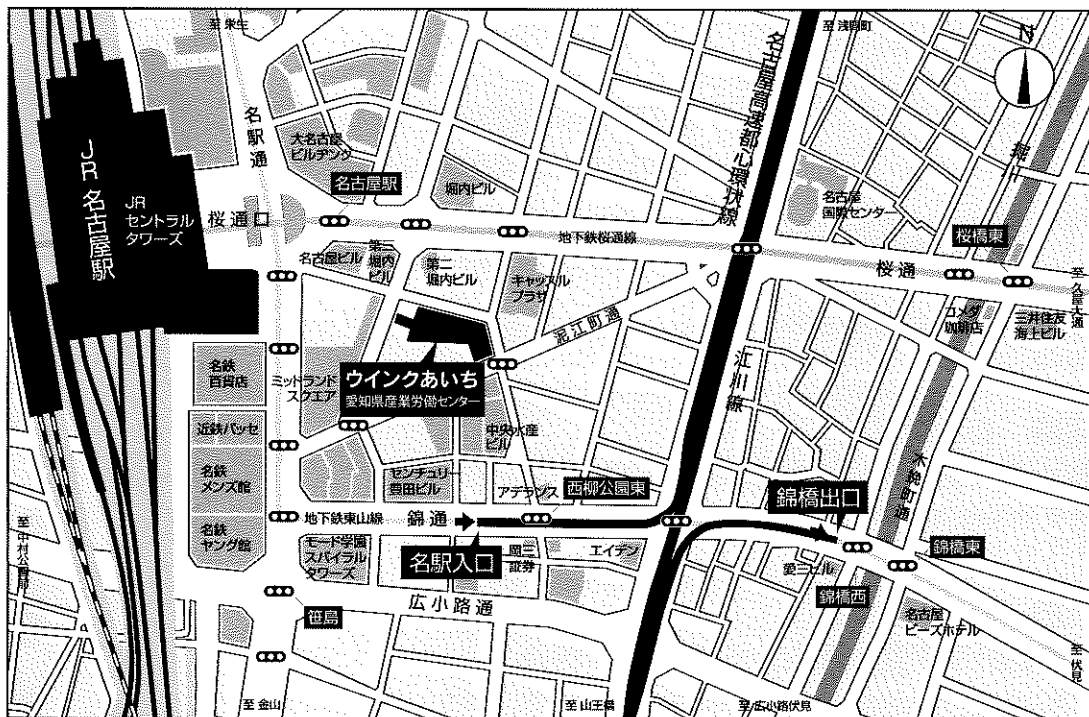 至 栄生
至 浅間町
N
名古屋高速都心環状線
名駅通
堀川
大名古屋
ビルヂング
名古屋駅
堀内ビル
名古屋
国際センター
JR名古屋駅
JR
セントラル
タワーズ
桜通口
地下鉄桜通線
桜橋東
桜通
至 久屋大通
名古屋ビル
第一
堀内
ビル
第二
堀内ビル
キャッスル
プラザ
泥江町通
コメダ
珈琲店
三井住友
海上ビル
江川線
名鉄
百貨店
ミッドランド
スクエア
ウインクあいち
愛知県産業労働センター
近鉄パッセ
中央水産
ビル
名鉄
メンズ館
センチュリー
豊田ビル
アデランス
西柳公園東
錦橋出口
木挽町通
地下鉄東山線
錦通
名鉄
ヤング館
モード学園
スパイラル
タワーズ
名駅入口
岡三
証券
エイデン
愛三ビル
錦橋東
錦橋西
至 中村公園
笹島
広小路通
名古屋
ビーズホテル
至 伏見
至 金山
至 山王橋
至 広小路伏見